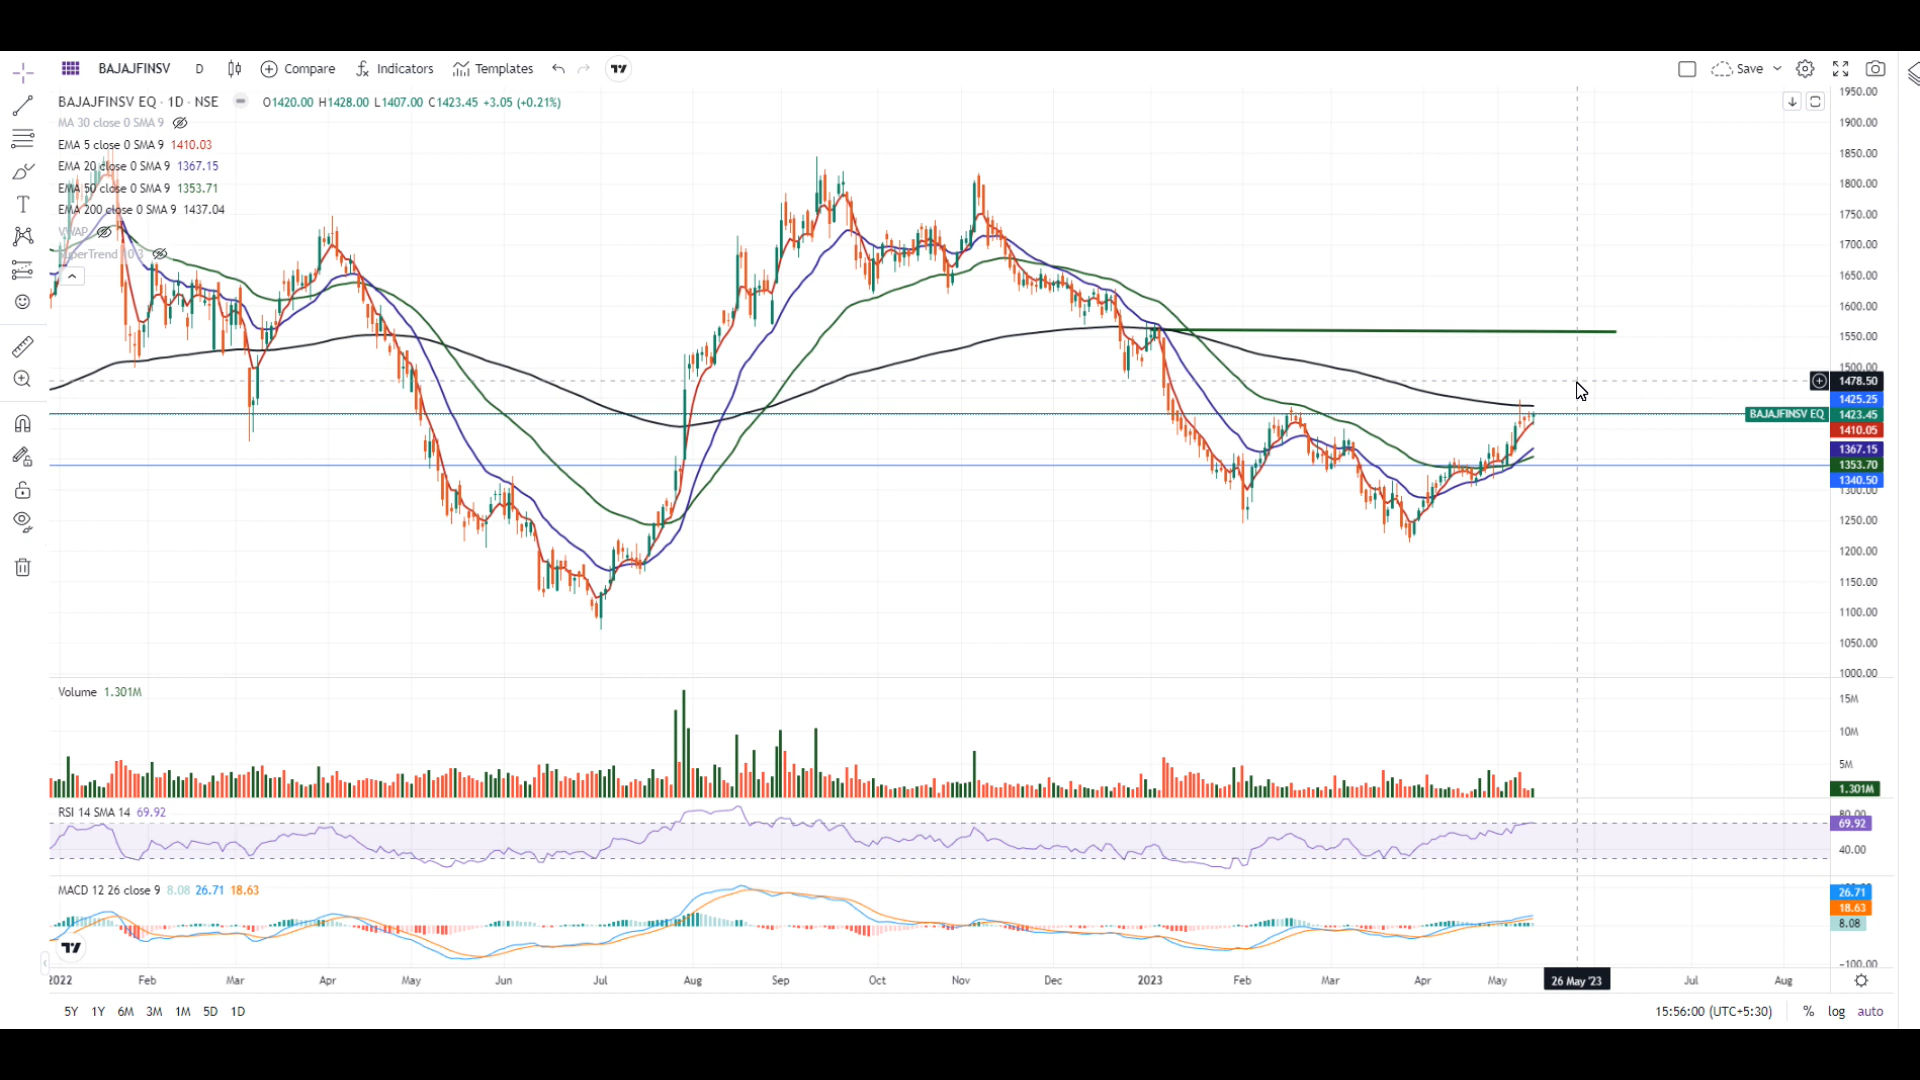 BAJAJFINSV D Compare Indicators Templates Save
BAJAJFINSV EQ · 1D · NSE O1420.00 H1428.00 L1407.00 C1423.45 +3.05 (+0.21%)
MA 30 close 0 SMA 9
EMA 5 close 0 SMA 9 1410.03
EMA 20 close 0 SMA 9 1367.15
EMA 50 close 0 SMA 9 1353.71
EMA 200 close 0 SMA 9 1437.04
VWAP
SuperTrend 10 3
1950.00
1900.00
1850.00
1800.00
1750.00
1700.00
1650.00
1600.00
1550.00
1500.00
1478.50
1425.25
BAJAJFINSV EQ 1423.45
1410.05
1367.15
1353.70
1340.50
1300.00
1250.00
1200.00
1150.00
1100.00
1050.00
1000.00
Volume 1.301M
15M
10M
5M
1.301M
RSI 14 SMA 14 69.92
80.00
69.92
40.00
MACD 12 26 close 9 8.08 26.71 18.63
26.71
18.63
8.08
-100.00
2022 Feb Mar Apr May Jun Jul Aug Sep Oct Nov Dec 2023 Feb Mar Apr May 26 May '23 Jul Aug
5Y 1Y 6M 3M 1M 5D 1D 15:56:00 (UTC+5:30) % log auto